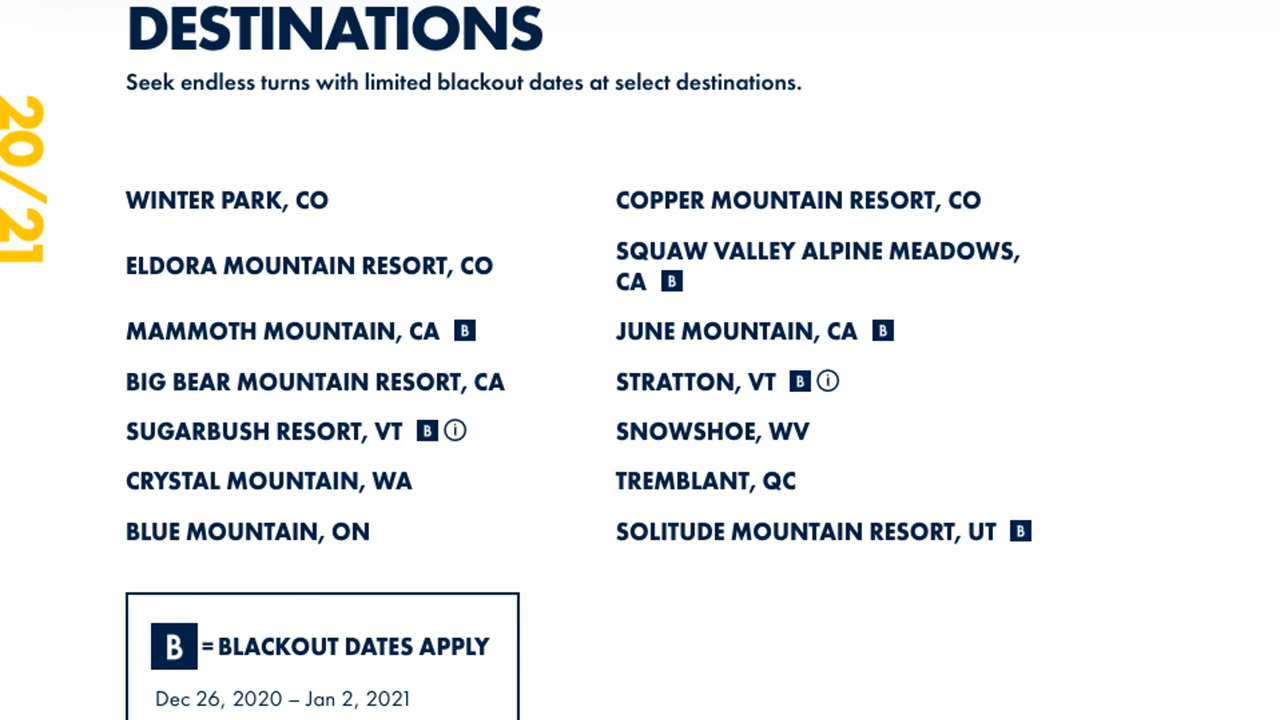 DESTINATIONS
Seek endless turns with limited blackout dates at select destinations.
20/21
WINTER PARK, CO
COPPER MOUNTAIN RESORT, CO
ELDORA MOUNTAIN RESORT, CO
SQUAW VALLEY ALPINE MEADOWS,
CA B
MAMMOTH MOUNTAIN, CA B
JUNE MOUNTAIN, CA B
BIG BEAR MOUNTAIN RESORT, CA
STRATTON, VT B i
SUGARBUSH RESORT, VT B i
SNOWSHOE, WV
CRYSTAL MOUNTAIN, WA
TREMBLANT, QC
BLUE MOUNTAIN, ON
SOLITUDE MOUNTAIN RESORT, UT B
B = BLACKOUT DATES APPLY
Dec 26, 2020 – Jan 2, 2021